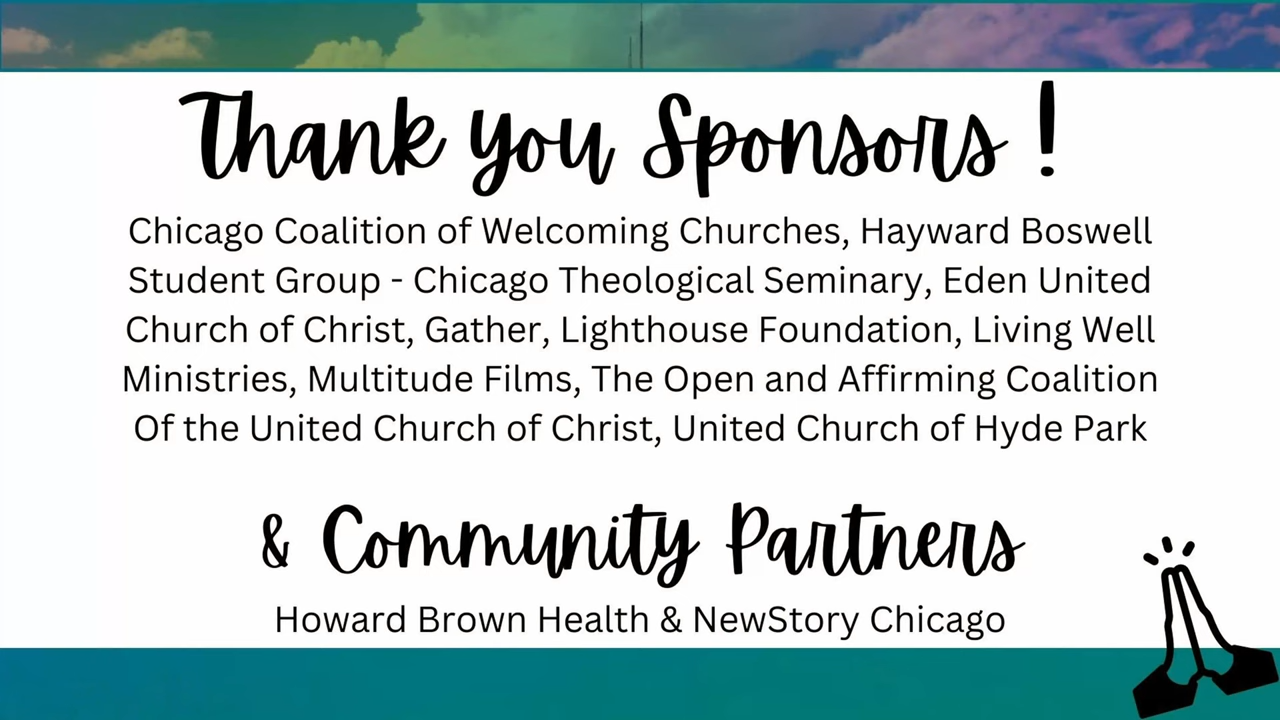 Thank you Sponsors !
Chicago Coalition of Welcoming Churches, Hayward Boswell
Student Group - Chicago Theological Seminary, Eden United
Church of Christ, Gather, Lighthouse Foundation, Living Well
Ministries, Multitude Films, The Open and Affirming Coalition
Of the United Church of Christ, United Church of Hyde Park
& Community Partners
Howard Brown Health & NewStory Chicago